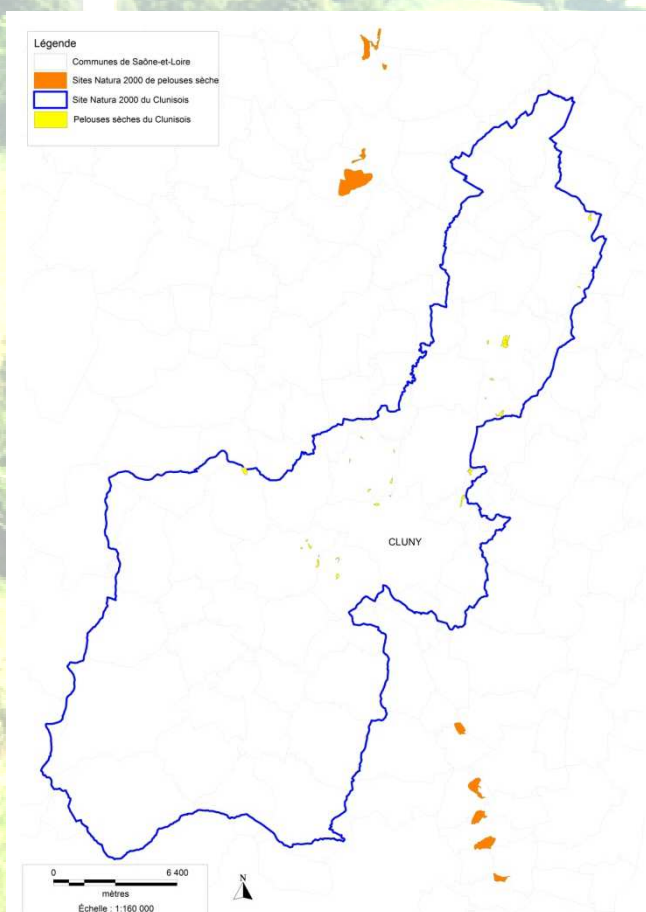 Légende
Communes de Saône-et-Loire
Sites Natura 2000 de pelouses sèche
Site Natura 2000 du Clunisois
Pelouses sèches du Clunisois
CLUNY
0 6 400
mètres
Échelle : 1:160 000
N